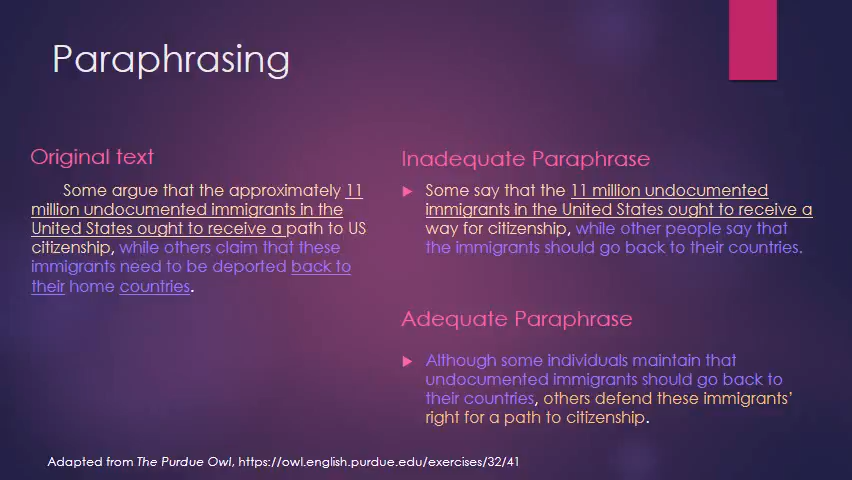 Paraphrasing
Original text
Some argue that the approximately 11
million undocumented immigrants in the
United States ought to receive a path to US
citizenship, while others claim that these
immigrants need to be deported back to
their home countries.
Inadequate Paraphrase
Some say that the 11 million undocumented
immigrants in the United States ought to receive a
way for citizenship, while other people say that
the immigrants should go back to their countries.
Adequate Paraphrase
Although some individuals maintain that
undocumented immigrants should go back to
their countries, others defend these immigrants’
right for a path to citizenship.
Adapted from The Purdue Owl, https://owl.english.purdue.edu/exercises/32/41